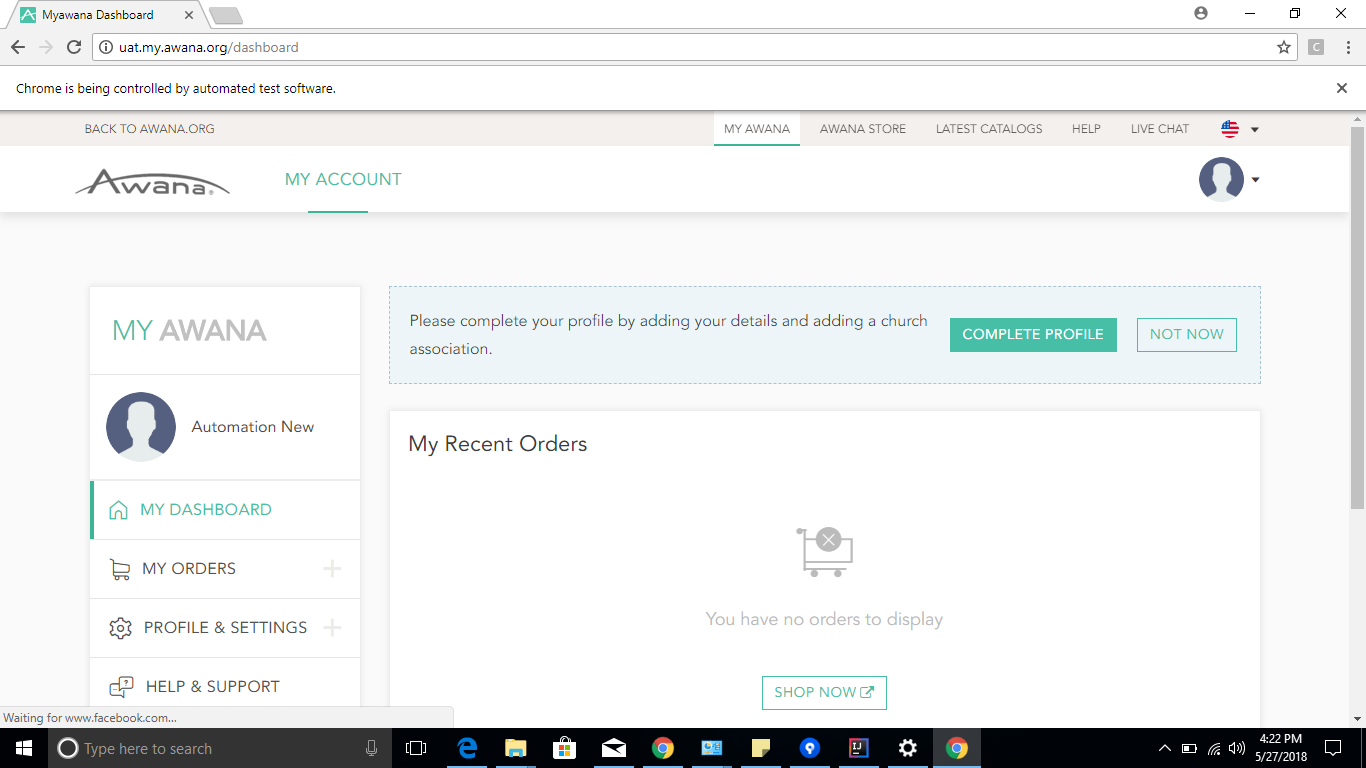 Myawana Dashboard
uat.my.awana.org/dashboard
C
Chrome is being controlled by automated test software.
BACK TO AWANA.ORG
MY AWANA
AWANA STORE
LATEST CATALOGS
HELP
LIVE CHAT
Awana®
MY ACCOUNT
MY AWANA
Automation New
MY DASHBOARD
MY ORDERS
PROFILE & SETTINGS
HELP & SUPPORT
Please complete your profile by adding your details and adding a church
association.
COMPLETE PROFILE
NOT NOW
My Recent Orders
You have no orders to display
SHOP NOW
Waiting for www.facebook.com...
Type here to search
IJ
4:22 PM
5/27/2018